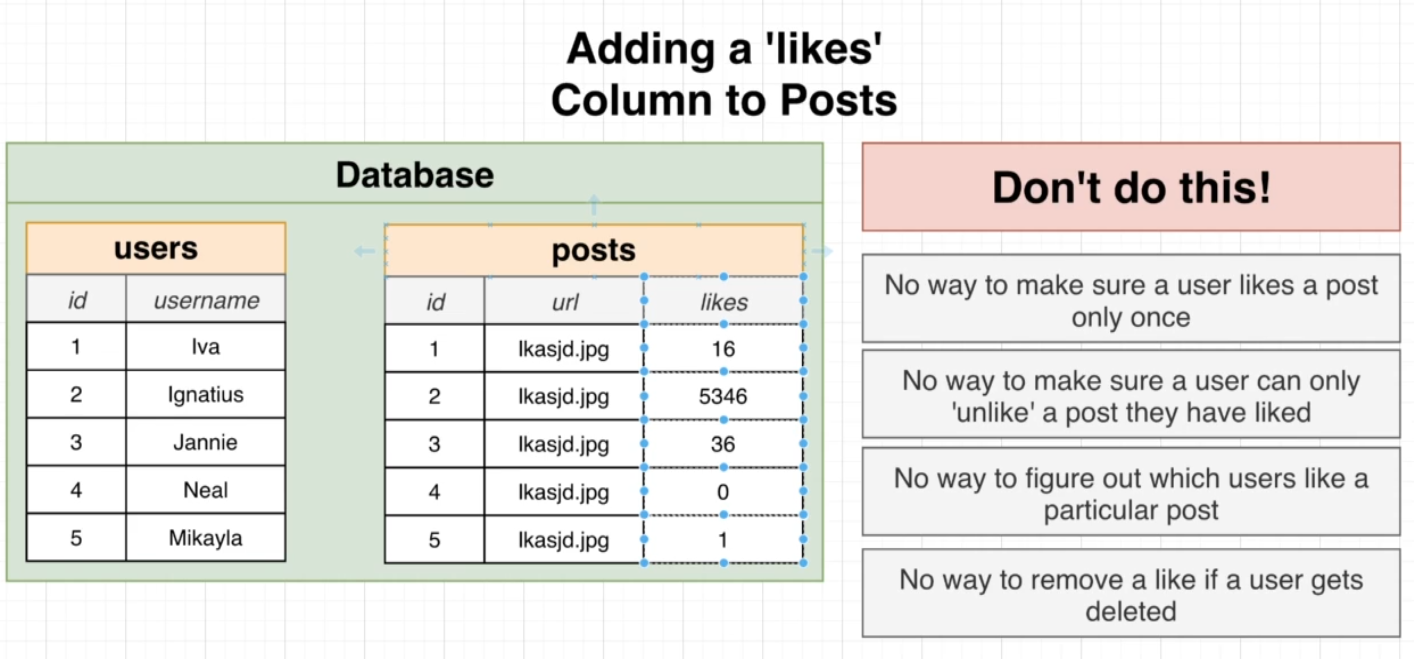 Adding a 'likes'
Column to Posts
Database
users
id username
1 Iva
2 Ignatius
3 Jannie
4 Neal
5 Mikayla
posts
id url likes
1 lkasjd.jpg 16
2 lkasjd.jpg 5346
3 lkasjd.jpg 36
4 lkasjd.jpg 0
5 lkasjd.jpg 1
Don't do this!
No way to make sure a user likes a post
only once
No way to make sure a user can only
'unlike' a post they have liked
No way to figure out which users like a
particular post
No way to remove a like if a user gets
deleted